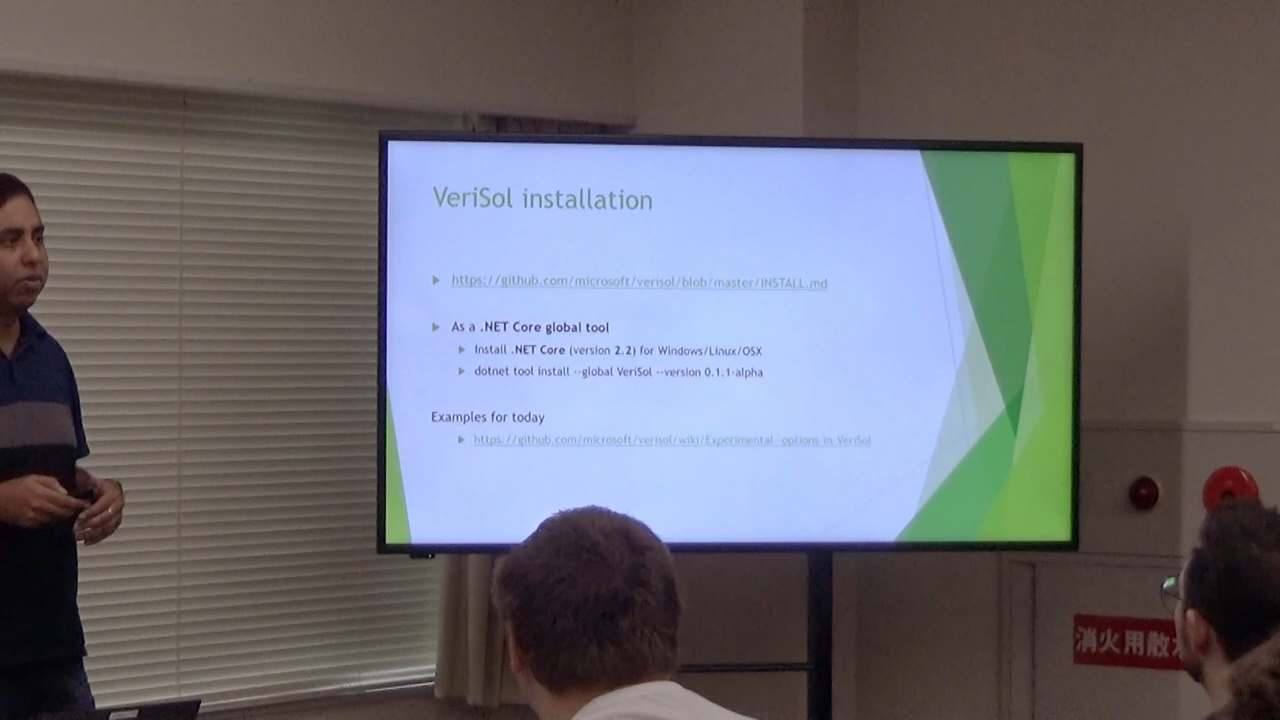 VeriSol installation
https://github.com/microsoft/verisol/blob/master/INSTALL.md
As a .NET Core global tool
Install .NET Core (version 2.2) for Windows/Linux/OSX
dotnet tool install --global VeriSol --version 0.1.1-alpha
Examples for today
https://github.com/microsoft/verisol/wiki/Experimental--options-in-VeriSol
消火用散